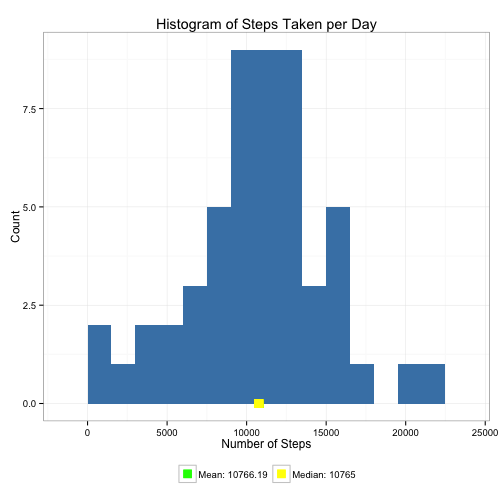 Histogram of Steps Taken per Day
7.5
5.0
2.5
0.0
Count
0 5000 10000 15000 20000 25000
Number of Steps
Mean: 10766.19 Median: 10765